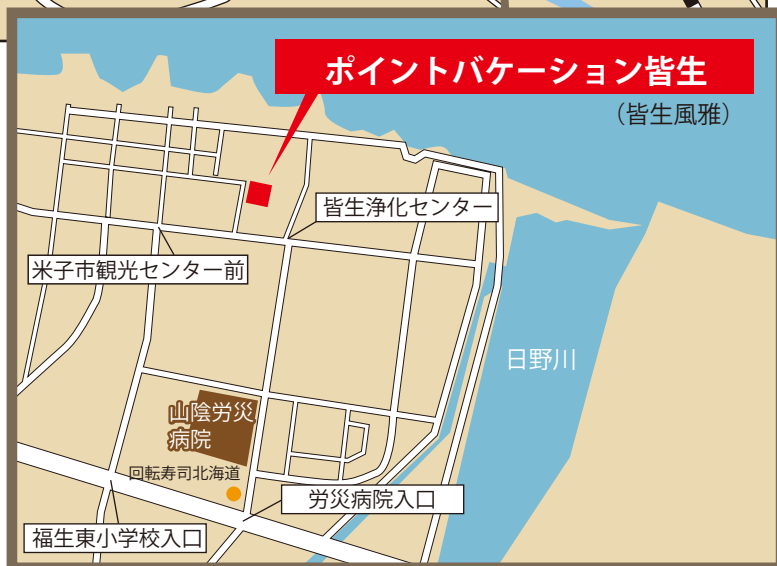 ポイントバケーション皆生
（皆生風雅）
皆生浄化センター
米子市観光センター前
日野川
山陰労災
病院
回転寿司北海道
労災病院入口
福生東小学校入口